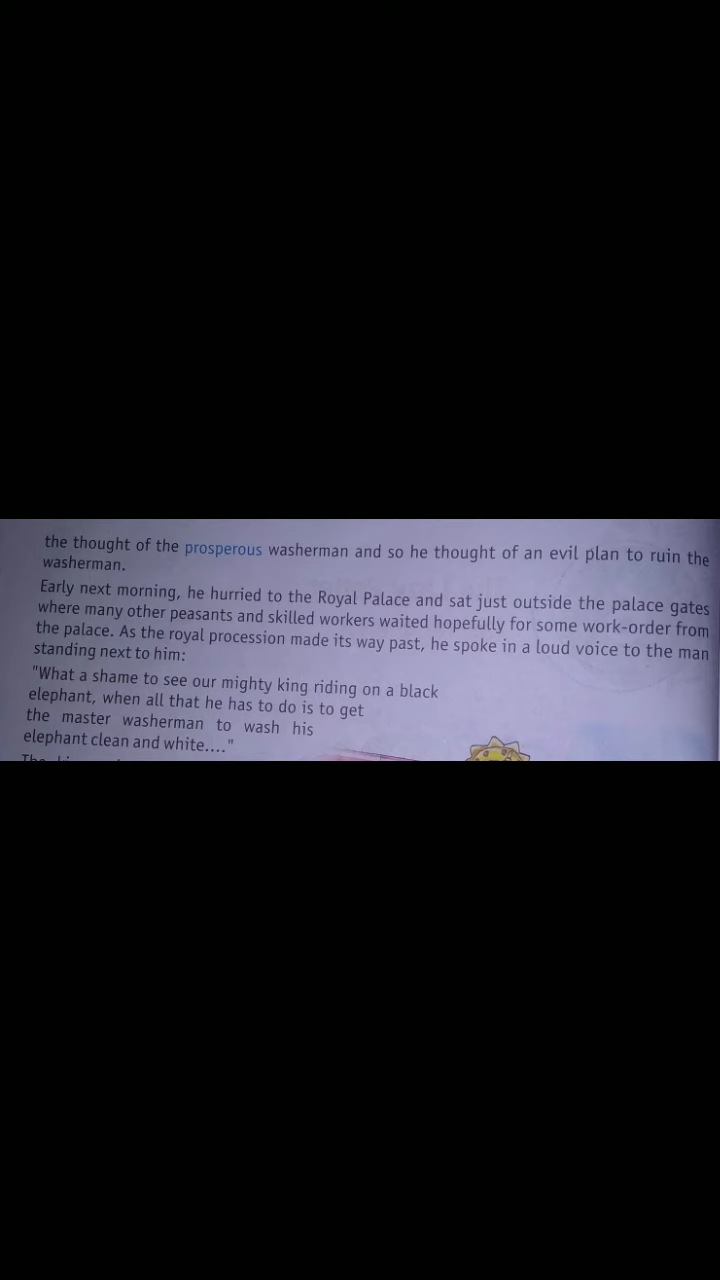 the thought of the prosperous washerman and so he thought of an evil plan to ruin the
washerman.
Early next morning, he hurried to the Royal Palace and sat just outside the palace gates
where many other peasants and skilled workers waited hopefully for some work-order from
the palace. As the royal procession made its way past, he spoke in a loud voice to the man
standing next to him:
"What a shame to see our mighty king riding on a black
elephant, when all that he has to do is to get
the master washerman to wash his
elephant clean and white...."